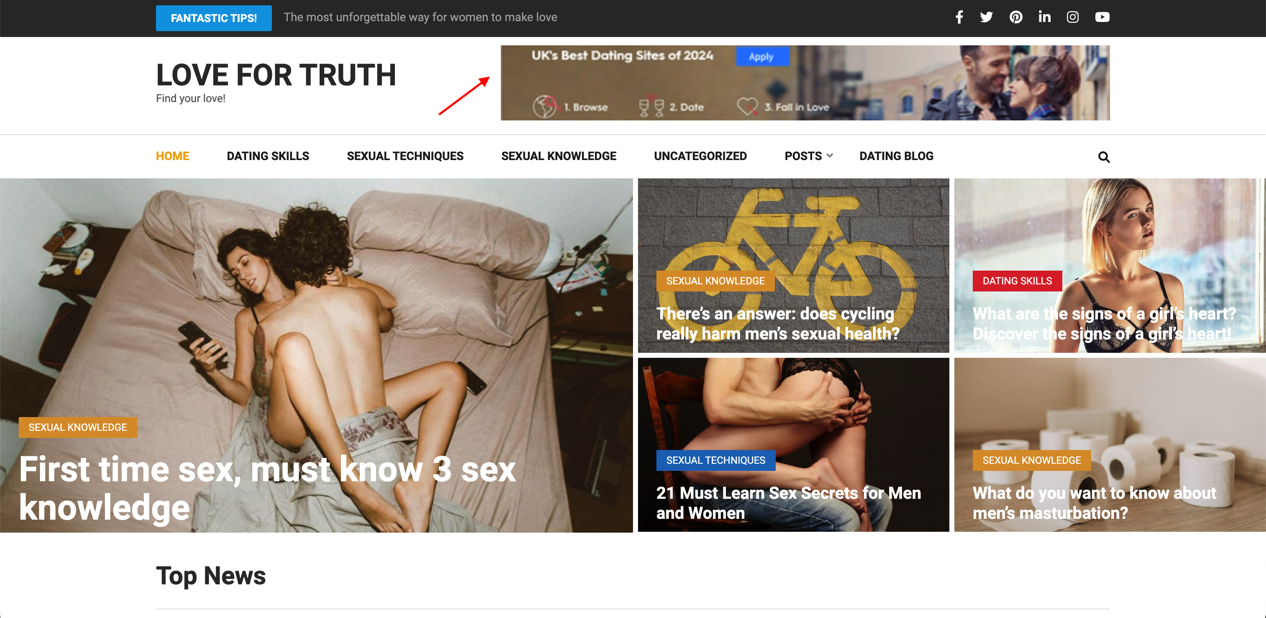 FANTASTIC TIPS!
The most unforgettable way for women to make love
LOVE FOR TRUTH
Find your love!
UK's Best Dating Sites of 2024
Apply
1. Browse
2. Date
3. Fall in Love
HOME
DATING SKILLS
SEXUAL TECHNIQUES
SEXUAL KNOWLEDGE
UNCATEGORIZED
POSTS
DATING BLOG
SEXUAL KNOWLEDGE
First time sex, must know 3 sex
knowledge
SEXUAL KNOWLEDGE
There's an answer: does cycling
really harm men's sexual health?
DATING SKILLS
What are the signs of a girl's heart?
Discover the signs of a girl's heart!
SEXUAL TECHNIQUES
21 Must Learn Sex Secrets for Men
and Women
SEXUAL KNOWLEDGE
What do you want to know about
men's masturbation?
Top News